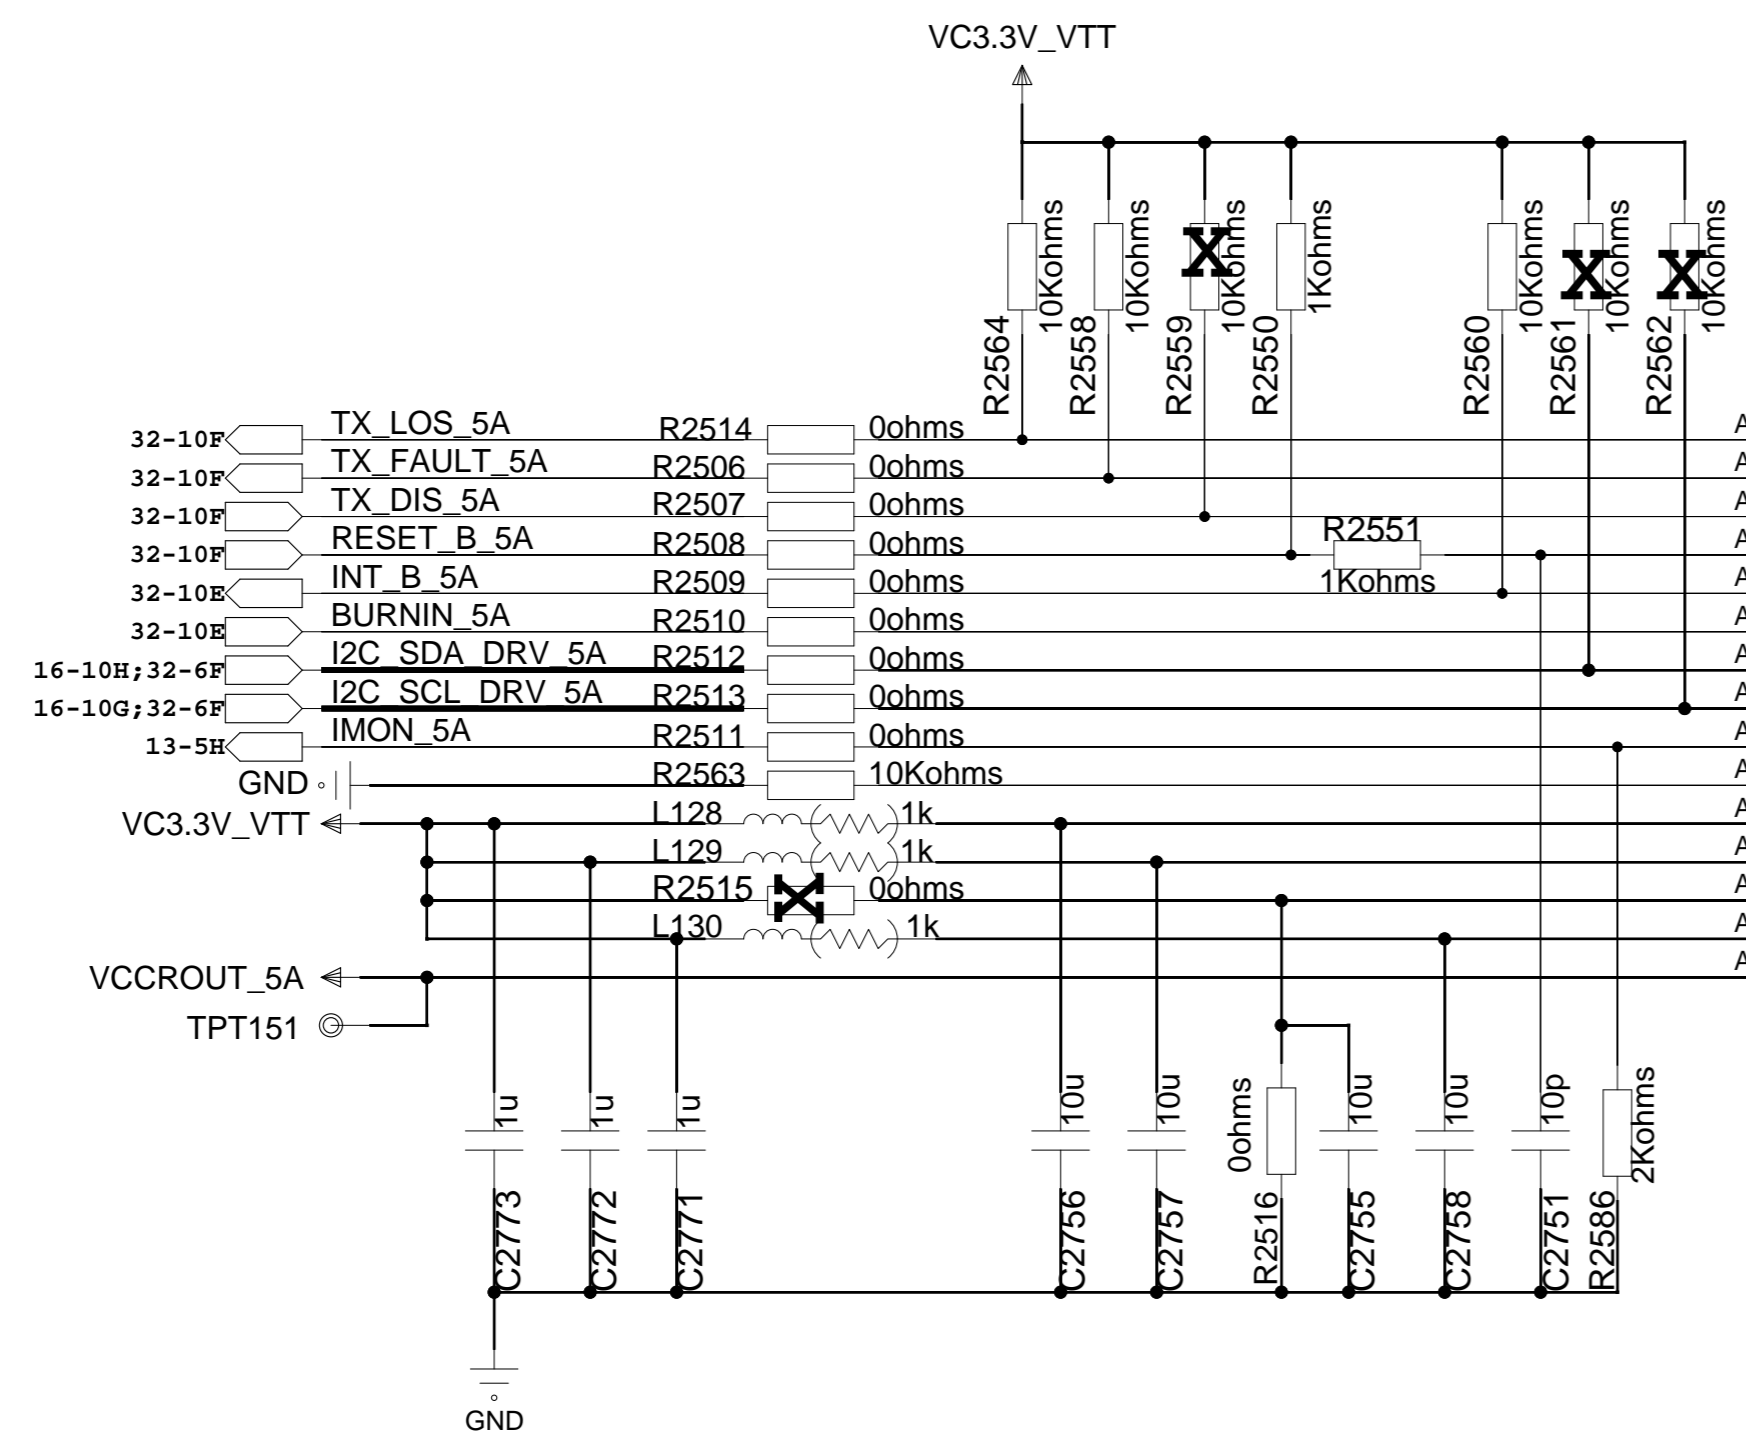 VC3.3V_VTT
10Kohms
10Kohms
10Kohms
1Kohms
10Kohms
10Kohms
10Kohms
R2564
R2558
R2559
R2550
R2560
R2561
R2562
32-10F TX_LOS_5A R2514 0ohms A
32-10F TX_FAULT_5A R2506 0ohms A
32-10F TX_DIS_5A R2507 0ohms A
R2551
32-10F RESET_B_5A R2508 0ohms A
1Kohms
32-10E INT_B_5A R2509 0ohms A
32-10E BURNIN_5A R2510 0ohms A
16-10H;32-6F I2C_SDA_DRV_5A R2512 0ohms A
16-10G;32-6F I2C_SCL_DRV_5A R2513 0ohms A
13-5H IMON_5A R2511 0ohms A
GND R2563 10Kohms A
VC3.3V_VTT L128 1k A
L129 1k A
R2515 0ohms A
L130 1k A
VCCROUT_5A A
TPT151
1u
1u
1u
10u
10u
0ohms
10u
10u
10p
2Kohms
C2773
C2772
C2771
C2756
C2757
R2516
C2755
C2758
C2751
R2586
GND